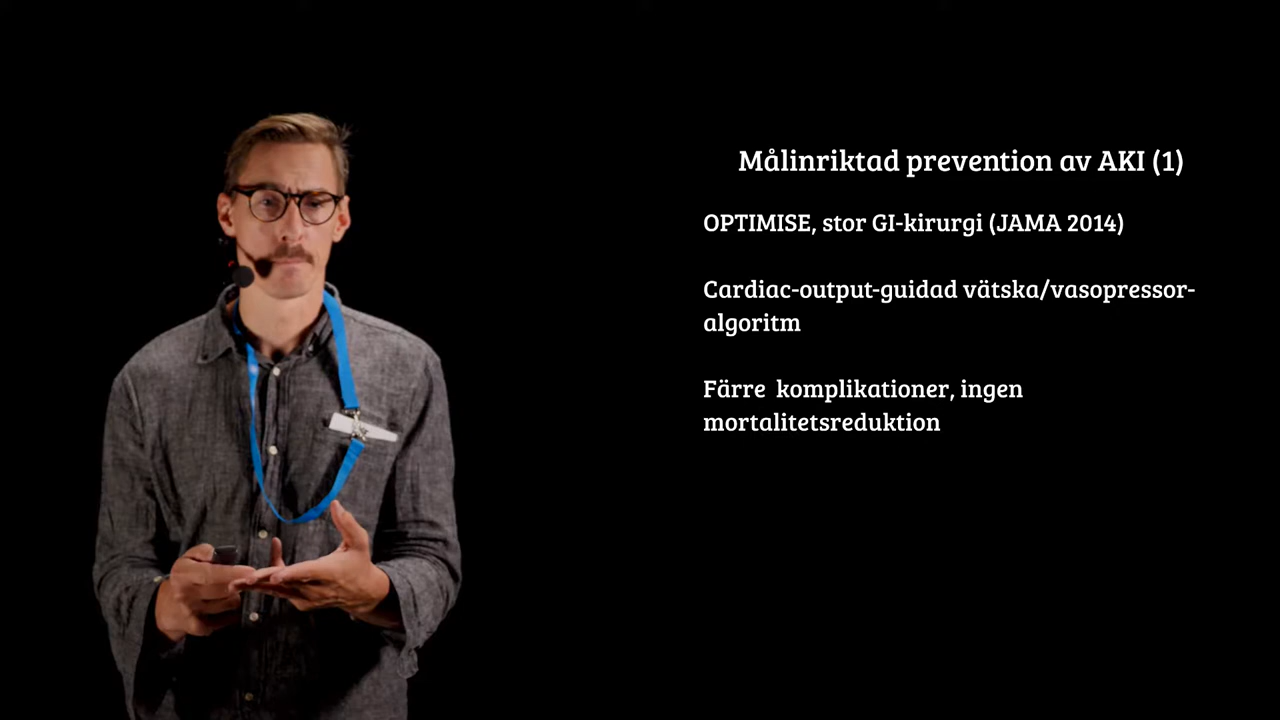 Målinriktad prevention av AKI (1)
OPTIMISE, stor GI-kirurgi (JAMA 2014)
Cardiac-output-guidad vätska/vasopressor-
algoritm
Färre  komplikationer, ingen
mortalitetsreduktion